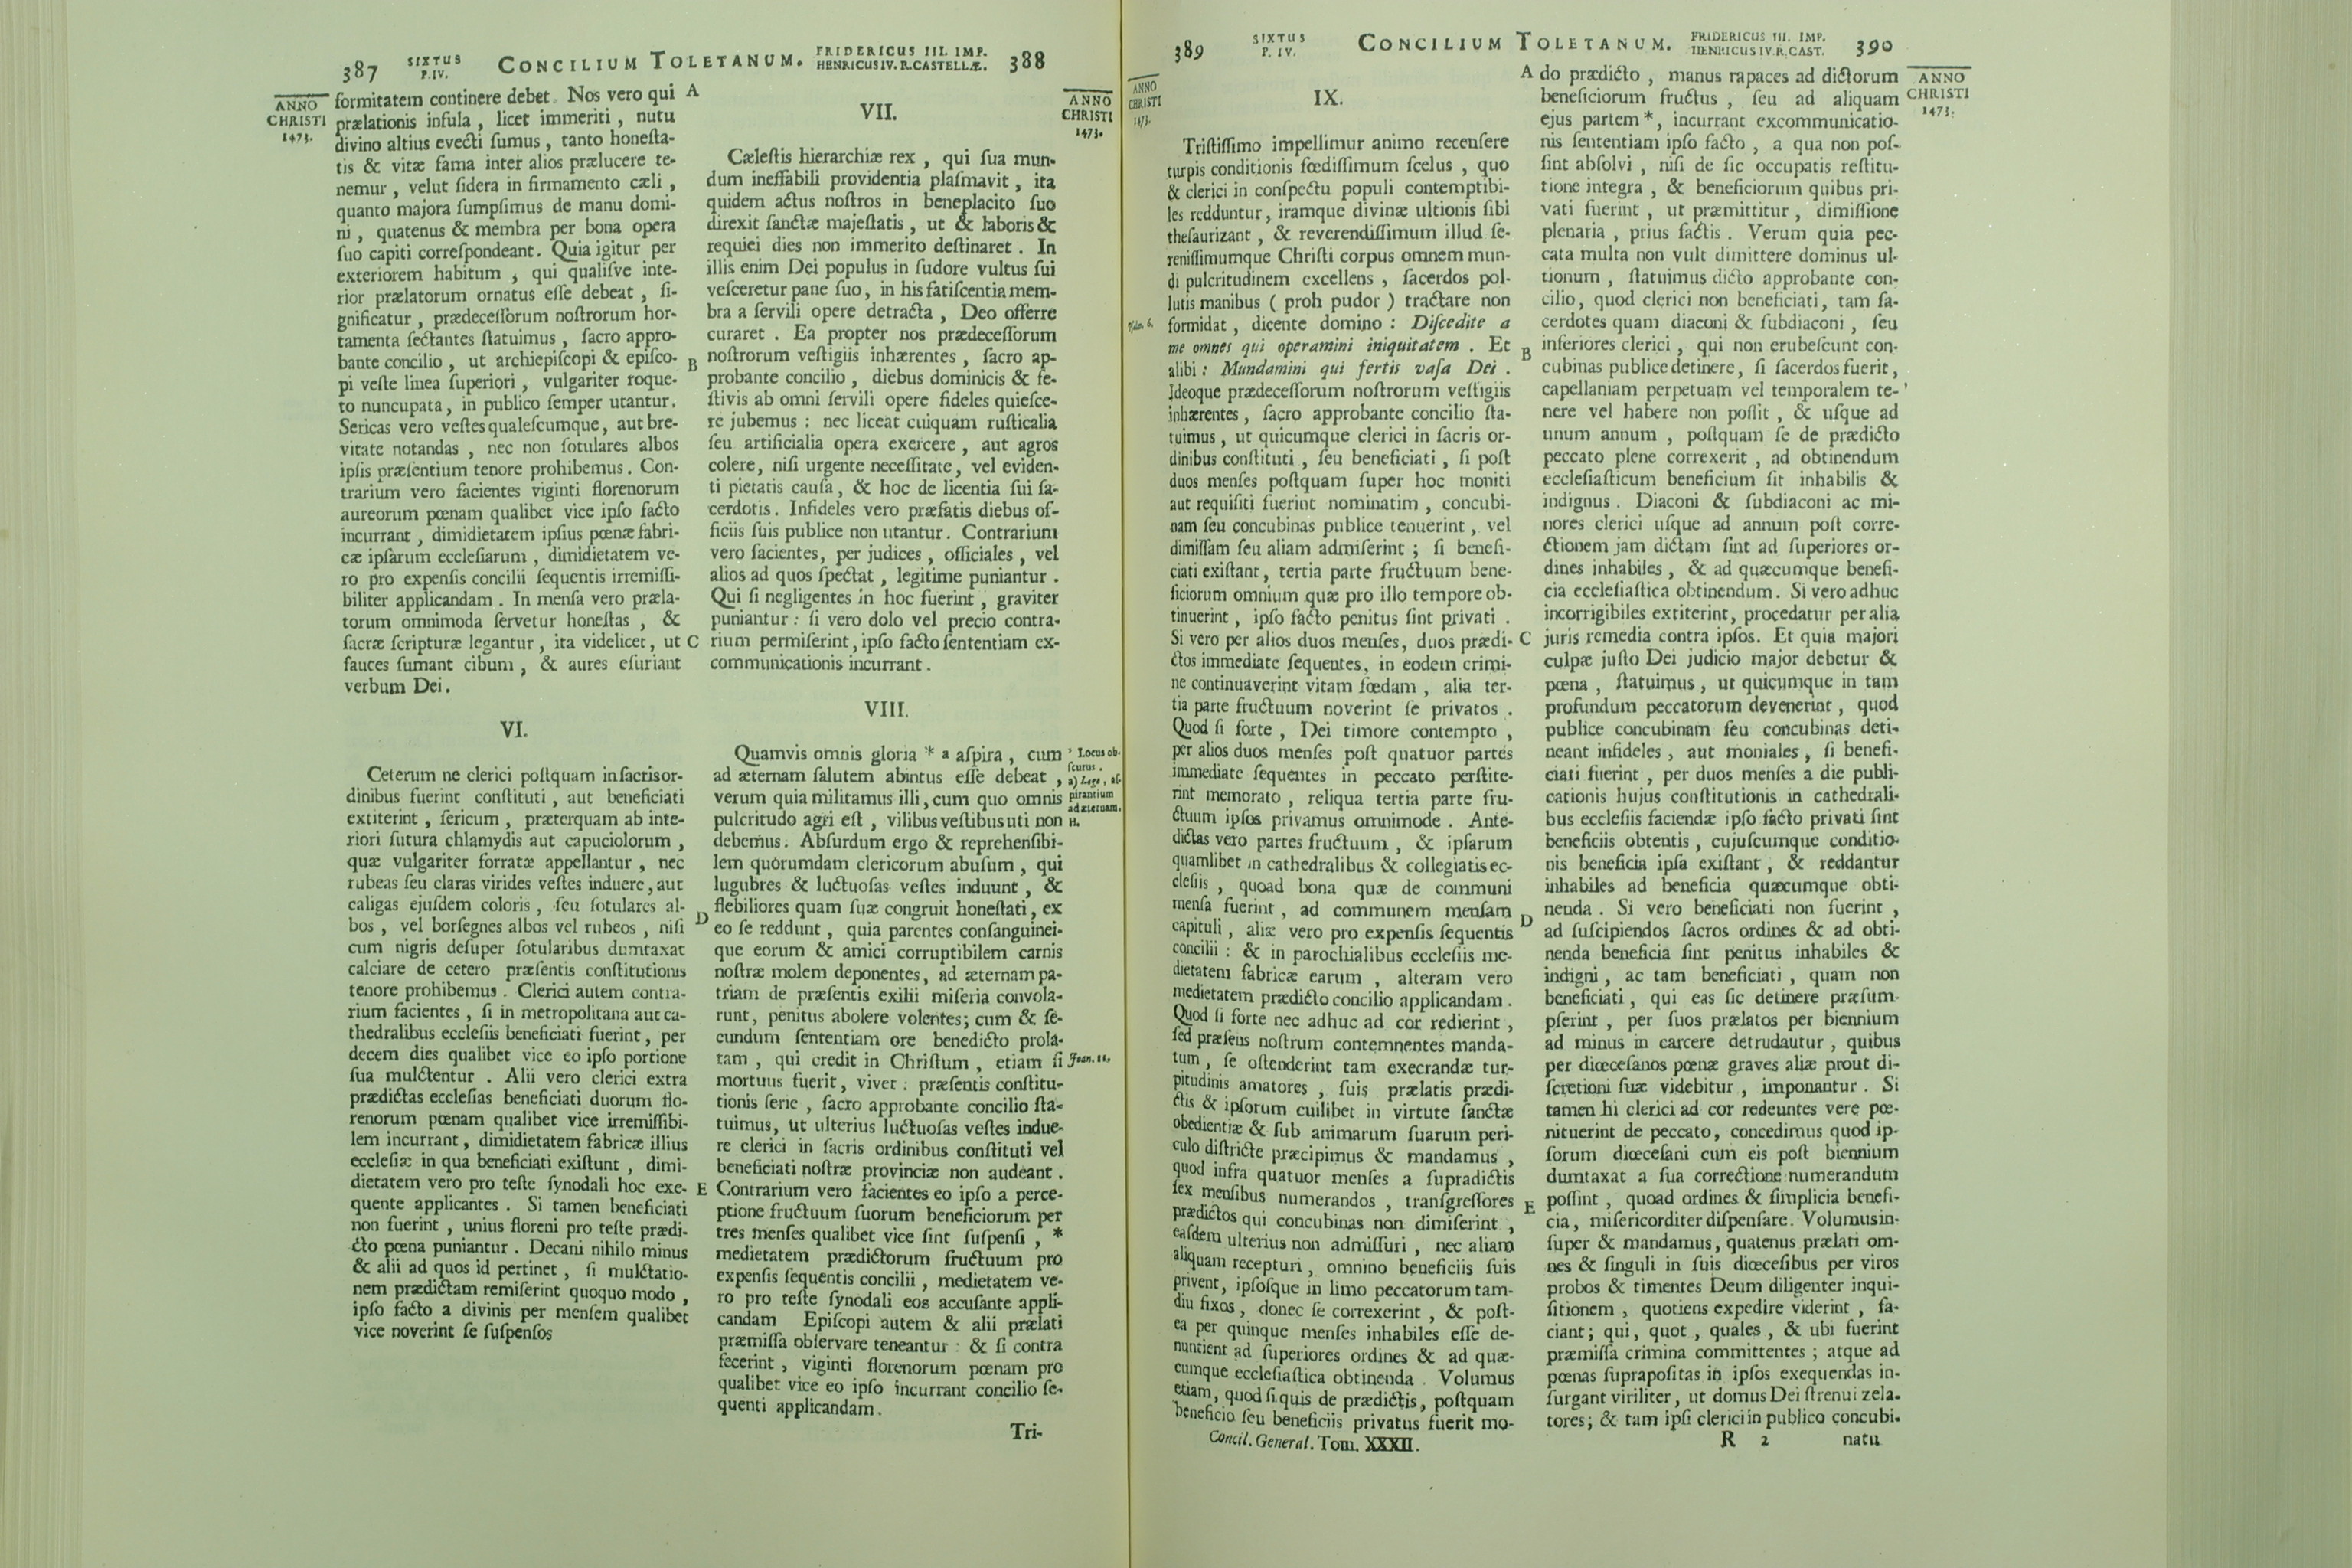 387 SIXTUS P. IV. CONCILIUM TOLETANUM. FRIDERICUS III. IMP. HENRICUS IV. R. CASTELLÆ. 388
ANNO CHRISTI 1473.
formitatem continere debet. Nos vero qui A
prælationis infula, licet immeriti, nutu
divino altius evecti ſumus, tanto honeſta-
tis & vitæ fama inter alios prælucere te-
nemur, velut ſidera in firmamento cæli,
quanto majora ſumpſimus de manu domi-
ni, quatenus & membra per bona opera
ſuo capiti correſpondeant. Quia igitur per
exteriorem habitum, qui qualiſve inte-
rior prælatorum ornatus eſſe debeat, ſi-
gnificatur, prædeceſſorum noſtrorum hor-
tamenta ſectantes ſtatuimus, ſacro appro-
bante concilio, ut archiepiſcopi & epiſco- B
pi veſte linea ſuperiori, vulgariter roque-
to nuncupata, in publico ſemper utantur.
Sericas vero veſtes qualeſcumque, aut bre-
vitate notandas, nec non ſotulares albos
ipſis præſentium tenore prohibemus. Con-
trarium vero facientes viginti florenorum
aureorum pœnam qualibet vice ipſo facto
incurrant, dimidietatem ipſius pœnæ fabri-
cæ ipſarum eccleſiarum, dimidietatem ve-
ro pro expenſis concilii ſequentis irremiſſi-
biliter applicandam. In menſa vero præla-
torum omnimoda ſervetur honeſtas, &
ſacræ ſcripturæ legantur, ita videlicet, ut C
fauces ſumant cibum, & aures eſuriant
verbum Dei.
VI.
Ceterum ne clerici poſtquam in ſacris or-
dinibus fuerint conſtituti, aut beneficiati
extiterint, ſericum, præterquam ab inte-
riori futura chlamydis aut capuciolorum,
quæ vulgariter forratæ appellantur, nec
rubeas ſeu claras virides veſtes induere, aut
caligas ejuſdem coloris, ſeu ſotulares al-
bos, vel borſegnes albos vel rubeos, niſi D
cum nigris deſuper ſotularibus dumtaxat
calciare de cetero præſentis conſtitutionis
tenore prohibemus. Clerici autem contra-
rium facientes, ſi in metropolitana aut ca-
thedralibus eccleſiis beneficiati fuerint, per
decem dies qualibet vice eo ipſo portione
ſua mulctentur. Alii vero clerici extra
prædictas eccleſias beneficiati duorum flo-
renorum pœnam qualibet vice irremiſſibi-
lem incurrant, dimidietatem fabricæ illius
eccleſiæ in qua beneficiati exiſtunt, dimi-
dietatem vero pro teſte ſynodali hoc exe- E
quente applicantes. Si tamen beneficiati
non fuerint, unius floreni pro teſte prædi-
cto pœna puniantur. Decani nihilo minus
& alii ad quos id pertinet, ſi mulctatio-
nem prædictam remiſerint quoquo modo,
ipſo facto a divinis per menſem qualibet
vice noverint ſe ſuſpenſos
ANNO CHRISTI 1473.
VII.
Cæleſtis hierarchiæ rex, qui ſua mun-
dum ineffabili providentia plaſmavit, ita
quidem actus noſtros in beneplacito ſuo
direxit ſanctæ majeſtatis, ut & laboris &
requiei dies non immerito deſtinaret. In
illis enim Dei populus in ſudore vultus ſui
veſceretur pane ſuo, in his fatiſcentia mem-
bra a ſervili opere detracta, Deo offerre
curaret. Ea propter nos prædeceſſorum
noſtrorum veſtigiis inhærentes, ſacro ap-
probante concilio, diebus dominicis & fe-
ſtivis ab omni ſervili opere fideles quieſce-
re jubemus: nec liceat cuiquam ruſticalia
ſeu artificialia opera exercere, aut agros
colere, niſi urgente neceſſitate, vel eviden-
ti pietatis cauſa, & hoc de licentia ſui ſa-
cerdotis. Infideles vero præfatis diebus of-
ficiis ſuis publice non utantur. Contrarium
vero facientes, per judices, officiales, vel
alios ad quos ſpectat, legitime puniantur.
Qui ſi negligentes in hoc fuerint, graviter
puniantur: ſi vero dolo vel precio contra-
rium permiſerint, ipſo facto ſententiam ex-
communicationis incurrant.
VIII.
Quamvis omnis gloria * a aſpira, cum
ad æternam ſalutem abintus eſſe debeat,
verum quia militamus illi, cum quo omnis
pulcritudo agri eſt, vilibus veſtibus uti non
debemus. Abſurdum ergo & reprehenſibi-
lem quorumdam clericorum abuſum, qui
lugubres & luctuoſas veſtes induunt, &
flebiliores quam ſuæ congruit honeſtati, ex
eo ſe reddunt, quia parentes conſanguinei-
que eorum & amici corruptibilem carnis
noſtræ molem deponentes, ad æternam pa-
triam de præſentis exilii miſeria convola-
runt, penitus abolere volentes; cum & ſe-
cundum ſententiam ore benedicto prola-
tam, qui credit in Chriſtum, etiam ſi
mortuus fuerit, vivet: præſentis conſtitu-
tionis ſerie, ſacro approbante concilio ſta-
tuimus, ut ulterius luctuoſas veſtes indue-
re clerici in ſacris ordinibus conſtituti vel
beneficiati noſtræ provinciæ non audeant.
Contrarium vero facientes eo ipſo a perce-
ptione fructuum ſuorum beneficiorum per
tres menſes qualibet vice ſint ſuſpenſi, *
medietatem prædictorum fructuum pro
expenſis ſequentis concilii, medietatem ve-
ro pro teſte ſynodali eos accuſante appli-
candam Epiſcopi autem & alii prælati
præmiſſa obſervare teneantur: & ſi contra
fecerint, viginti florenorum pœnam pro
qualibet vice eo ipſo incurrant concilio ſe-
quenti applicandam.
* Locus ob-
ſcurus.
a) Lege, aſ-
pirantium
ad æternam.
H.
Joan. 11.
Tri-
389 SIXTUS P. IV. CONCILIUM TOLETANUM. FRIDERICUS III. IMP. HENRICUS IV. R. CAST. 390
ANNO CHRISTI 1473.
IX.
Triſtiſſimo impellimur animo recenſere
turpis conditionis fœdiſſimum ſcelus, quo
& clerici in conſpectu populi contemptibi-
les redduntur, iramque divinæ ultionis ſibi
theſaurizant, & reverendiſſimum illud ſe-
reniſſimumque Chriſti corpus omnem mun-
di pulcritudinem excellens, ſacerdos pol-
lutis manibus ( proh pudor ) tractare non
formidat, dicente domino: Diſcedite a
me omnes qui operamini iniquitatem. Et
alibi: Mundamini qui fertis vaſa Dei.
Ideoque prædeceſſorum noſtrorum veſtigiis
inhærentes, ſacro approbante concilio ſta-
tuimus, ut quicumque clerici in ſacris or-
dinibus conſtituti, ſeu beneficiati, ſi poſt
duos menſes poſtquam ſuper hoc moniti
aut requiſiti fuerint nominatim, concubi-
nam ſeu concubinas publice tenuerint, vel
dimiſſam ſeu aliam admiſerint; ſi benefi-
ciati exiſtant, tertia parte fructuum bene-
ficiorum omnium quæ pro illo tempore ob-
tinuerint, ipſo facto penitus ſint privati.
Si vero per alios duos menſes, duos prædi-
ctos immediate ſequentes, in eodem crimi-
ne continuaverint vitam fœdam, alia ter-
tia parte fructuum noverint ſe privatos.
Quod ſi forte, Dei timore contempto,
per alios duos menſes poſt quatuor partes
immediate ſequentes in peccato perſtite-
rint memorato, reliqua tertia parte fru-
ctuum ipſos privamus omnimode. Ante-
dictas vero partes fructuum, & ipſarum
quamlibet in cathedralibus & collegiatis ec-
cleſiis, quoad bona quæ de communi
menſa fuerint, ad communem menſam
capituli, aliæ vero pro expenſis ſequentis
concilii: & in parochialibus eccleſiis me-
dietatem fabricæ earum, alteram vero
medietatem prædicto concilio applicandam.
Quod ſi forte nec adhuc ad cor redierint,
ſed præſens noſtrum contemnentes manda-
tum, ſe oſtenderint tam execrandæ tur-
pitudinis amatores, ſuis prælatis prædi-
ctis & ipſorum cuilibet in virtute ſanctæ
obedientiæ & ſub animarum ſuarum peri-
culo diſtricte præcipimus & mandamus,
quod infra quatuor menſes a ſupradictis
ſex menſibus numerandos, tranſgreſſores
prædictos qui concubinas non dimiſerint,
eaſdem ulterius non admiſſuri, nec aliam
aliquam recepturi, omnino beneficiis ſuis
privent, ipſoſque in limo peccatorum tam-
diu fixos, donec ſe correxerint, & poſt-
ea per quinque menſes inhabiles eſſe de-
nuntient ad ſuperiores ordines & ad quæ-
cumque eccleſiaſtica obtinenda. Volumus
etiam, quod ſi quis de prædictis, poſtquam
beneficio ſeu beneficiis privatus fuerit mo-
Concil. General. Tom. XXXII.
A do prædicto, manus rapaces ad dictorum
beneficiorum fructus, ſeu ad aliquam
ejus partem *, incurrant excommunicatio-
nis ſententiam ipſo facto, a qua non poſ-
ſint abſolvi, niſi de ſic occupatis reſtitu-
tione integra, & beneficiorum quibus pri-
vati fuerint, ut præmittitur, dimiſſione
plenaria, prius factis. Verum quia pec-
cata multa non vult dimittere dominus ul-
tionum, ſtatuimus dicto approbante con-
cilio, quod clerici non beneficiati, tam ſa-
cerdotes quam diaconi & ſubdiaconi, ſeu
B inferiores clerici, qui non erubeſcunt con-
cubinas publice detinere, ſi ſacerdos fuerit,
capellaniam perpetuam vel temporalem te-
nere vel habere non poſſit, & uſque ad
unum annum, poſtquam ſe de prædicto
peccato plene correxerit, ad obtinendum
eccleſiaſticum beneficium ſit inhabilis &
indignus. Diaconi & ſubdiaconi ac mi-
nores clerici uſque ad annum poſt corre-
ctionem jam dictam ſint ad ſuperiores or-
dines inhabiles, & ad quæcumque benefi-
cia eccleſiaſtica obtinendum. Si vero adhuc
incorrigibiles extiterint, procedatur per alia
C juris remedia contra ipſos. Et quia majori
culpæ juſto Dei judicio major debetur &
pœna, ſtatuimus, ut quicumque in tam
profundum peccatorum devenerint, quod
publice concubinam ſeu concubinas deti-
neant infideles, aut moniales, ſi benefi-
ciati fuerint, per duos menſes a die publi-
cationis hujus conſtitutionis in cathedrali-
bus eccleſiis faciendæ ipſo facto privati ſint
beneficiis obtentis, cujuſcumque conditio-
nis beneficia ipſa exiſtant, & reddantur
inhabiles ad beneficia quæcumque obti-
nenda. Si vero beneficiati non fuerint,
D ad ſuſcipiendos ſacros ordines & ad obti-
nenda beneficia ſint penitus inhabiles &
indigni, ac tam beneficiati, quam non
beneficiati, qui eas ſic detinere præſum-
pſerint, per ſuos prælatos per biennium
ad minus in carcere detrudautur, quibus
per diœceſanos pœnæ graves aliæ prout di-
ſcretioni ſuæ videbitur, imponantur. Si
tamen hi clerici ad cor redeuntes vere pœ-
nituerint de peccato, concedimus quod ip-
ſorum diœceſani cum eis poſt biennium
dumtaxat a ſua correctione numerandum
E poſſint, quoad ordines & ſimplicia benefi-
cia, miſericorditer diſpenſare. Volumus in-
ſuper & mandamus, quatenus prælati om-
nes & ſinguli in ſuis diœceſibus per viros
probos & timentes Deum diligenter inqui-
ſitionem, quotiens expedire viderint, fa-
ciant; qui, quot, quales, & ubi fuerint
præmiſſa crimina committentes; atque ad
pœnas ſuprapoſitas in ipſos exequendas in-
ſurgant viriliter, ut domus Dei ſtrenui zela-
tores; & tam ipſi clerici in publico concubi-
R 2 natu
ANNO CHRISTI 1473.